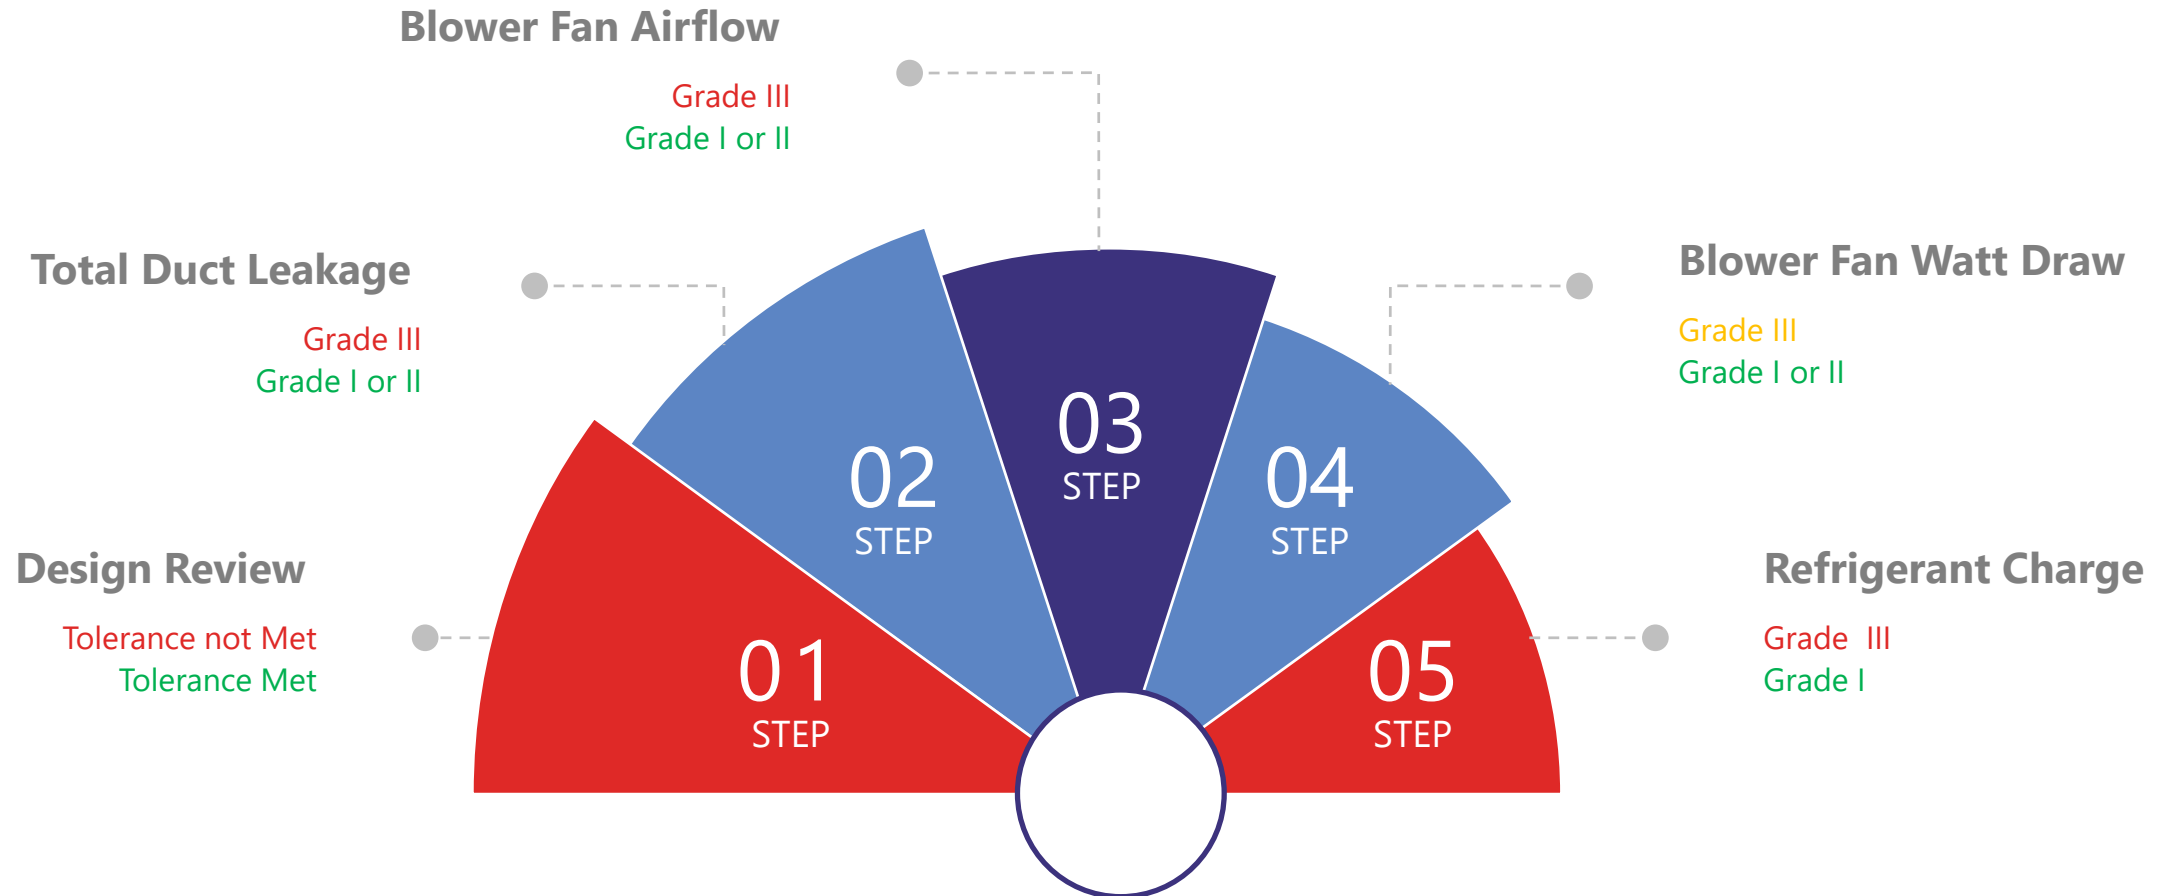 Blower Fan Airflow
Grade III
Grade I or II
Total Duct Leakage
Grade III
Grade I or II
Design Review
Tolerance not Met
Tolerance Met
Blower Fan Watt Draw
Grade III
Grade I or II
Refrigerant Charge
Grade  III
Grade I
01
STEP
02
STEP
03
STEP
04
STEP
05
STEP